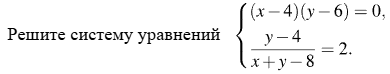 Решите систему уравнений
(x − 4)(y − 6) = 0,
(y − 4)/(x + y − 8) = 2.